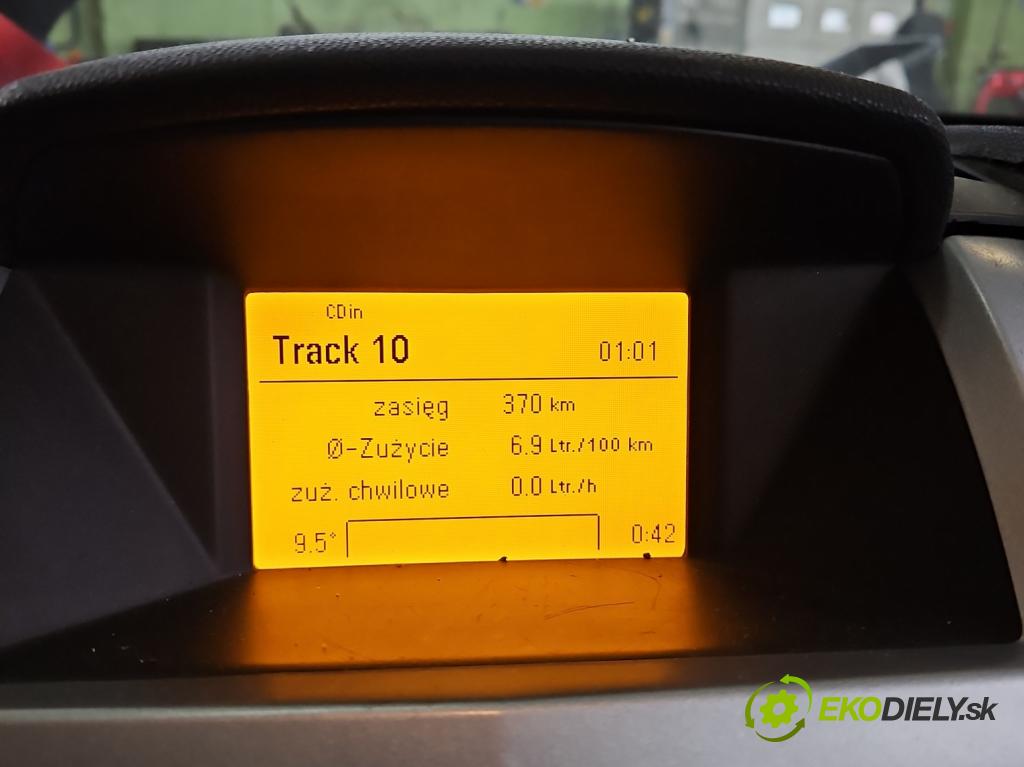 CDin
Track 10 01:01
zasięg 370 km
Ø-Zużycie 6.9 Ltr./100 km
zuż. chwilowe 0.0 Ltr./h
9.5° 0:42
EKODIELY.sk